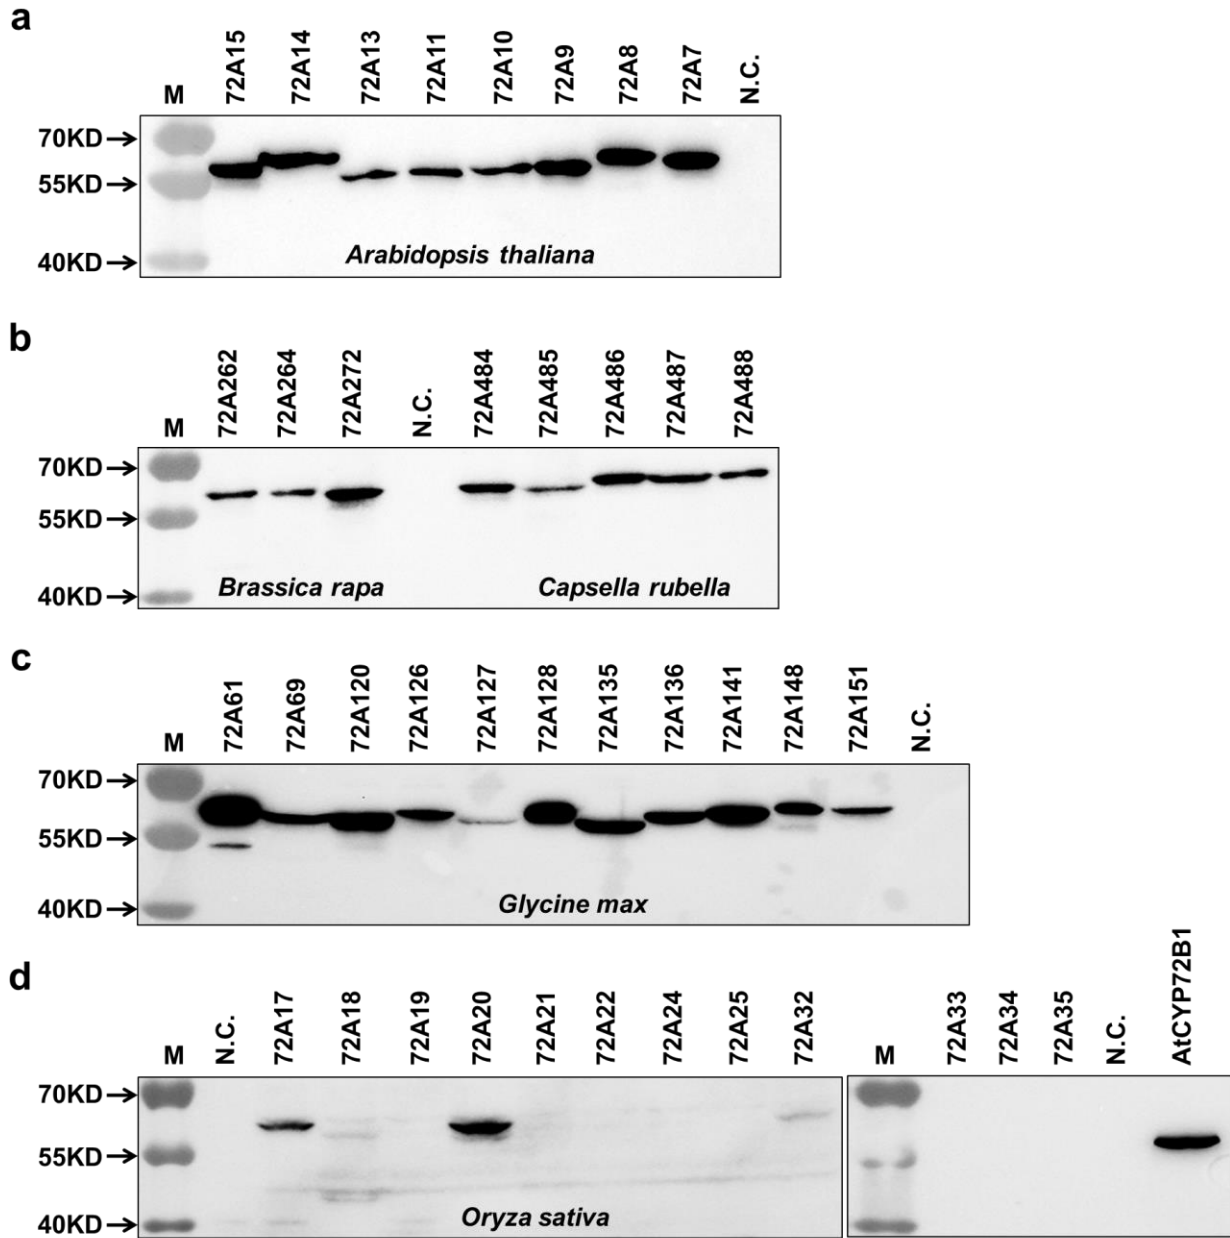 a
M 72A15 72A14 72A13 72A11 72A10 72A9 72A8 72A7 N.C.
70KD
55KD
40KD
Arabidopsis thaliana
b
M 72A262 72A264 72A272 N.C. 72A484 72A485 72A486 72A487 72A488
70KD
55KD
40KD
Brassica rapa Capsella rubella
c
M 72A61 72A69 72A120 72A126 72A127 72A128 72A135 72A136 72A141 72A148 72A151 N.C.
70KD
55KD
40KD
Glycine max
d
M N.C. 72A17 72A18 72A19 72A20 72A21 72A22 72A24 72A25 72A32 M 72A33 72A34 72A35 N.C. AtCYP72B1
70KD
55KD
40KD
Oryza sativa